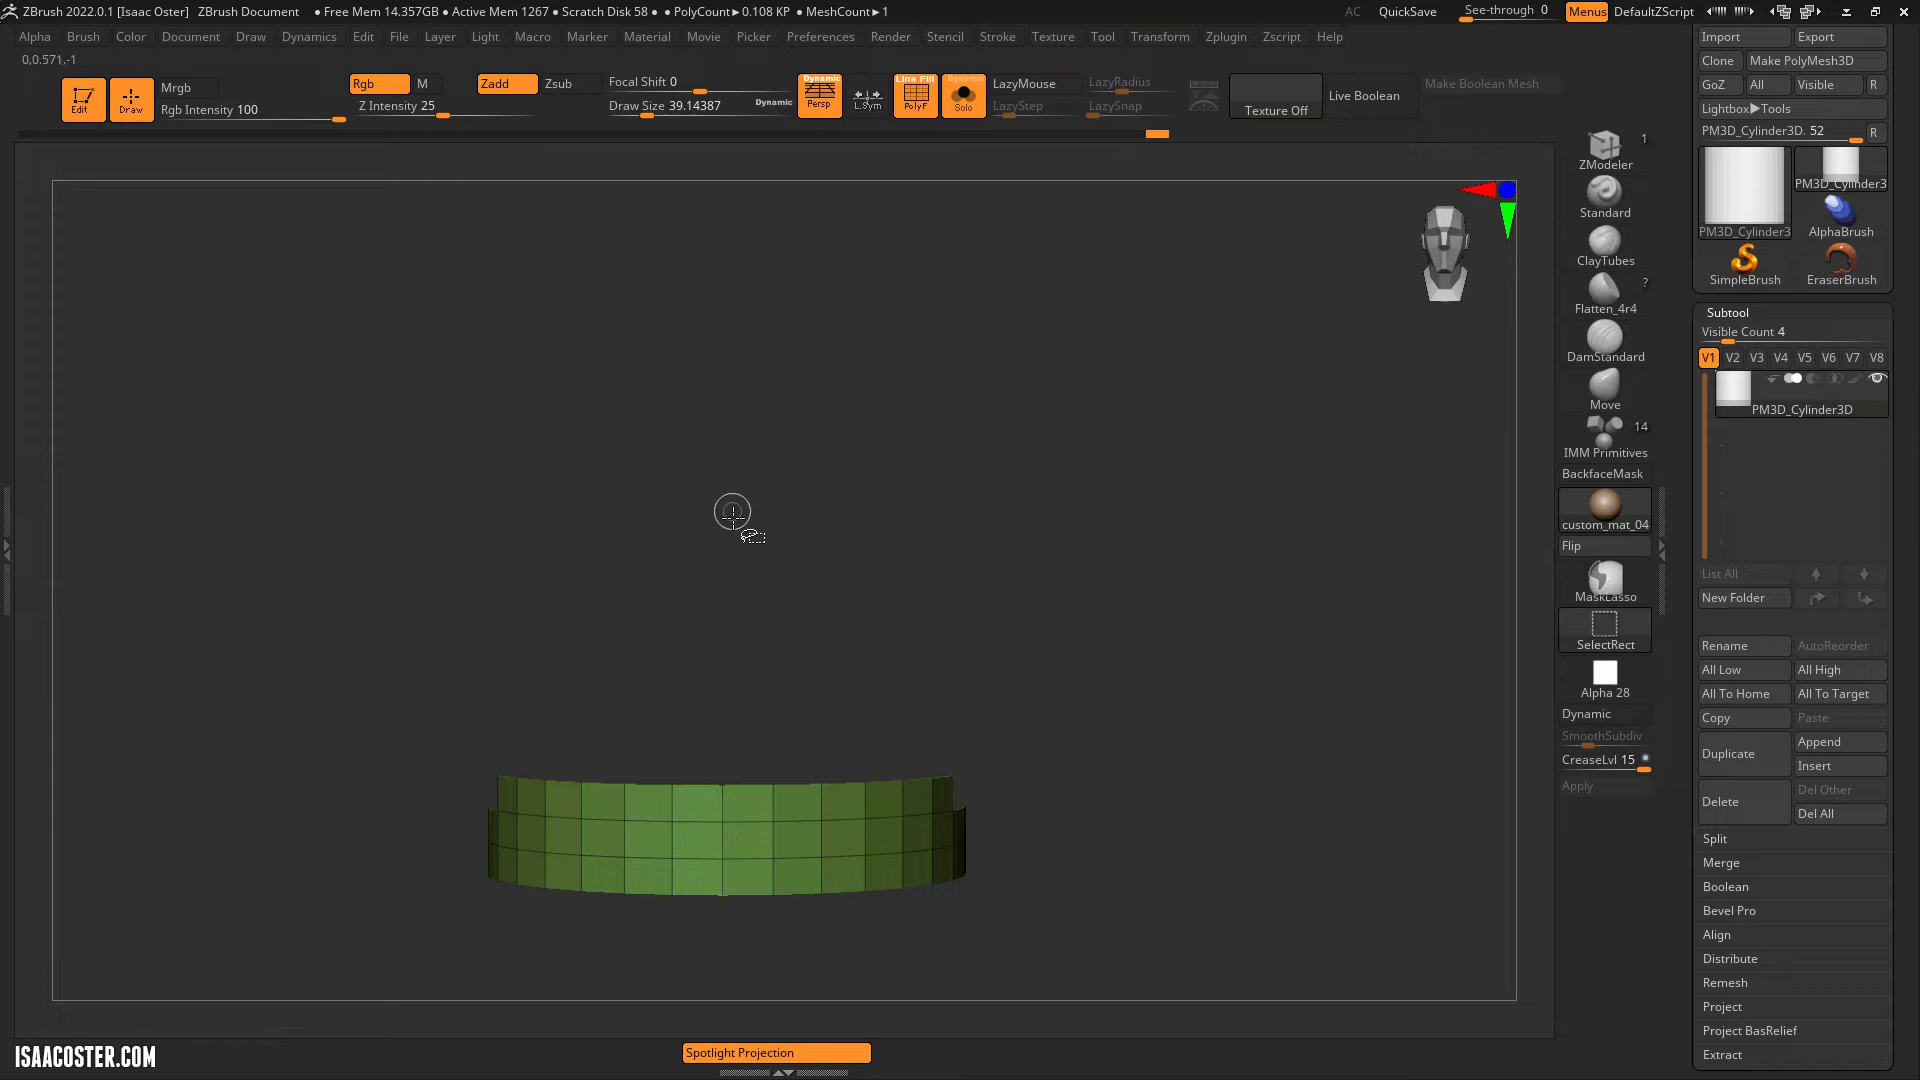 ZBrush 2022.0.1 [Isaac Oster] ZBrush Document • Free Mem 14.357GB • Active Mem 1267 • Scratch Disk 58 • • PolyCount▸0.108 KP • MeshCount▸1 AC QuickSave See-through 0 Menus DefaultZScript
Alpha Brush Color Document Draw Dynamics Edit File Layer Light Macro Marker Material Movie Picker Preferences Render Stencil Stroke Texture Tool Transform Zplugin Zscript Help
0,0.571,-1
Edit
Draw
Mrgb
Rgb Intensity 100
Rgb
M
Z Intensity 25
Zadd
Zsub
Focal Shift 0
Draw Size 39.14387
Dynamic
Dynamic
Persp
L.Sym
Line Fill
PolyF
Dynamic
Solo
LazyMouse
LazyRadius
LazyStep
LazySnap
Texture Off
Live Boolean
Make Boolean Mesh
1
ZModeler
Standard
ClayTubes
?
Flatten_4r4
DamStandard
Move
14
IMM Primitives
BackfaceMask
custom_mat_04
Flip
MaskLasso
SelectRect
Alpha 28
Dynamic
SmoothSubdiv
CreaseLvl 15
Apply
Import Export
Clone Make PolyMesh3D
GoZ All Visible R
Lightbox▸Tools
PM3D_Cylinder3D. 52 R
PM3D_Cylinder3
PM3D_Cylinder3
AlphaBrush
SimpleBrush
EraserBrush
Subtool
Visible Count 4
V1 V2 V3 V4 V5 V6 V7 V8
PM3D_Cylinder3D
List All
New Folder
Rename AutoReorder
All Low All High
All To Home All To Target
Copy Paste
Duplicate
Append
Insert
Delete
Del Other
Del All
Split
Merge
Boolean
Bevel Pro
Align
Distribute
Remesh
Project
Project BasRelief
Extract
Spotlight Projection
ISAACOSTER.COM